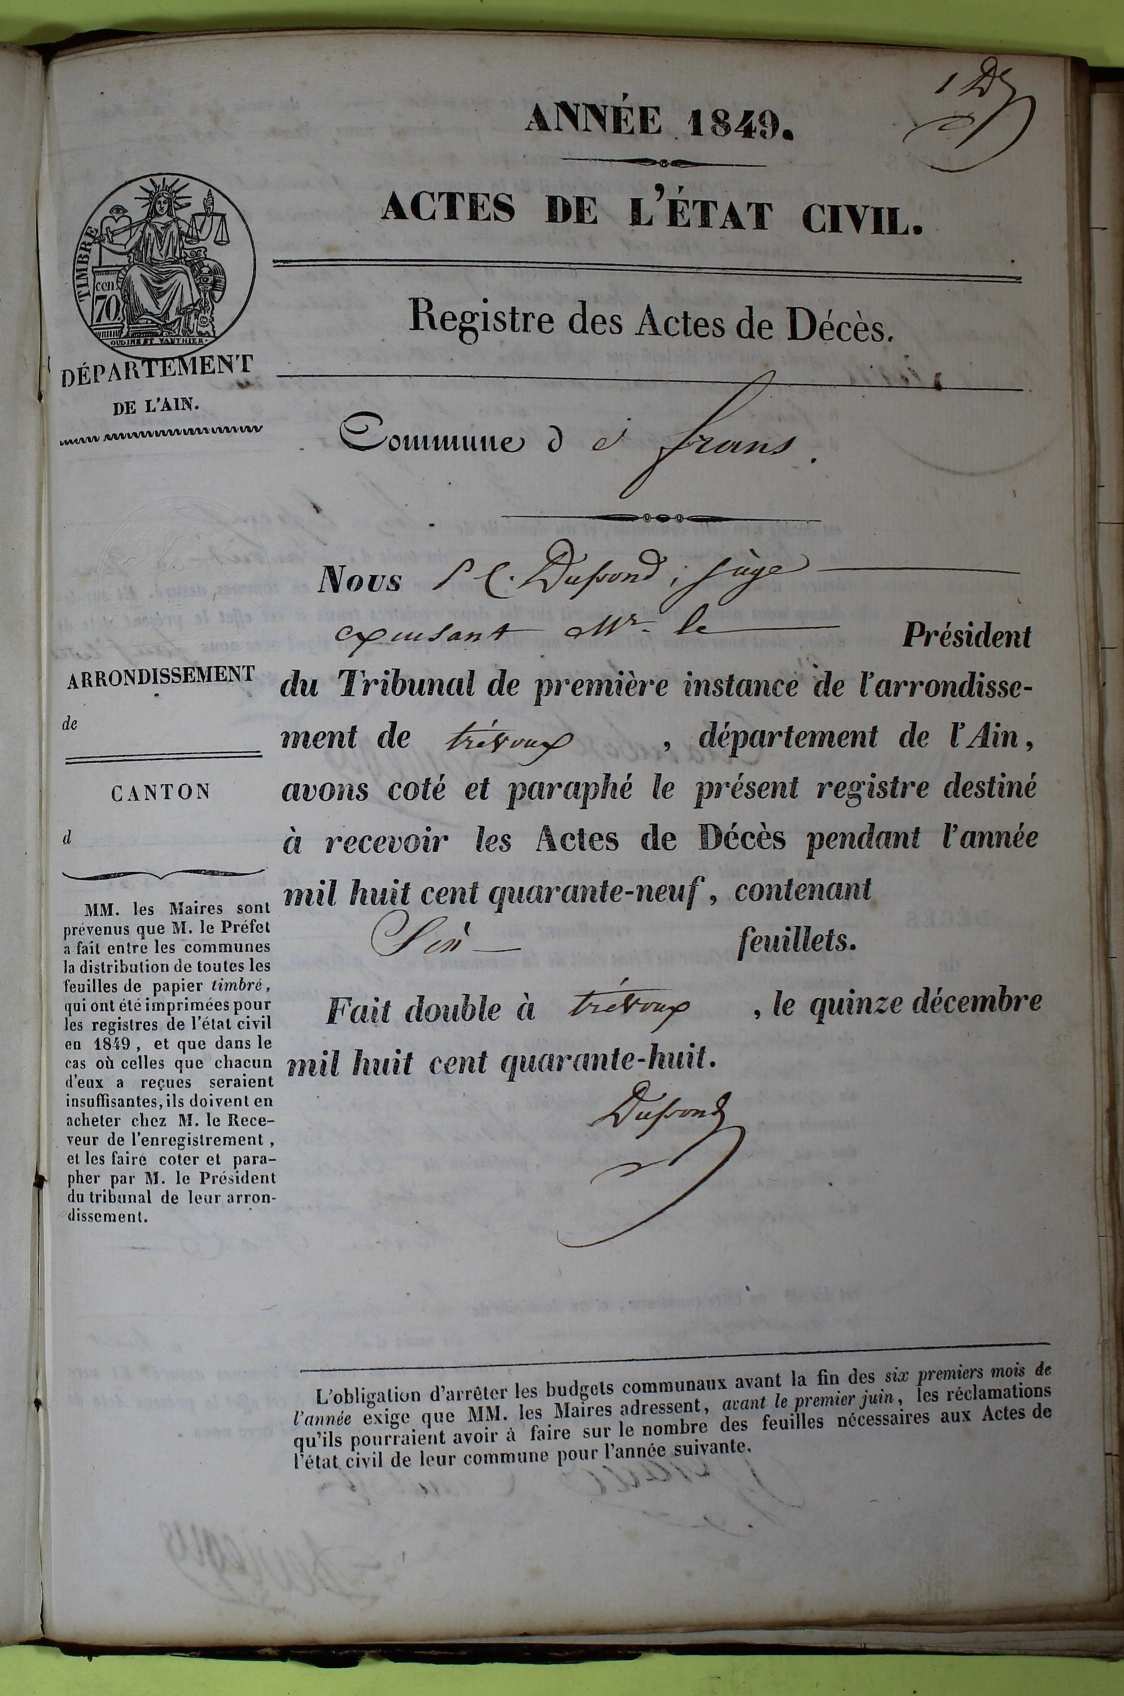 1 Dd
ANNÉE 1849.
ACTES DE L'ÉTAT CIVIL.
TIMBRE
cen
70
OUDINE ET VAUTHIER
DÉPARTEMENT
DE L'AIN.
Registre des Actes de Décès.
Commune de frans.
Nous P C. Dupond, juge
excusant Mr. le Président
du Tribunal de première instance de l'arrondisse-
ment de trévoux, département de l'Ain,
avons coté et paraphé le présent registre destiné
à recevoir les Actes de Décès pendant l'année
mil huit cent quarante-neuf, contenant
Six feuillets.
Fait double à trévoux, le quinze décembre
mil huit cent quarante-huit.
Dupond
ARRONDISSEMENT
de
CANTON
d
MM. les Maires sont
prévenus que M. le Préfet
a fait entre les communes
la distribution de toutes les
feuilles de papier timbré,
qui ont été imprimées pour
les registres de l'état civil
en 1849, et que dans le
cas où celles que chacun
d'eux a reçues seraient
insuffisantes, ils doivent en
acheter chez M. le Rece-
veur de l'enregistrement,
et les faire coter et para-
pher par M. le Président
du tribunal de leur arron-
dissement.
L'obligation d'arrêter les budgets communaux avant la fin des six premiers mois de
l'année exige que MM. les Maires adressent, avant le premier juin, les réclamations
qu'ils pourraient avoir à faire sur le nombre des feuilles nécessaires aux Actes de
l'état civil de leur commune pour l'année suivante.